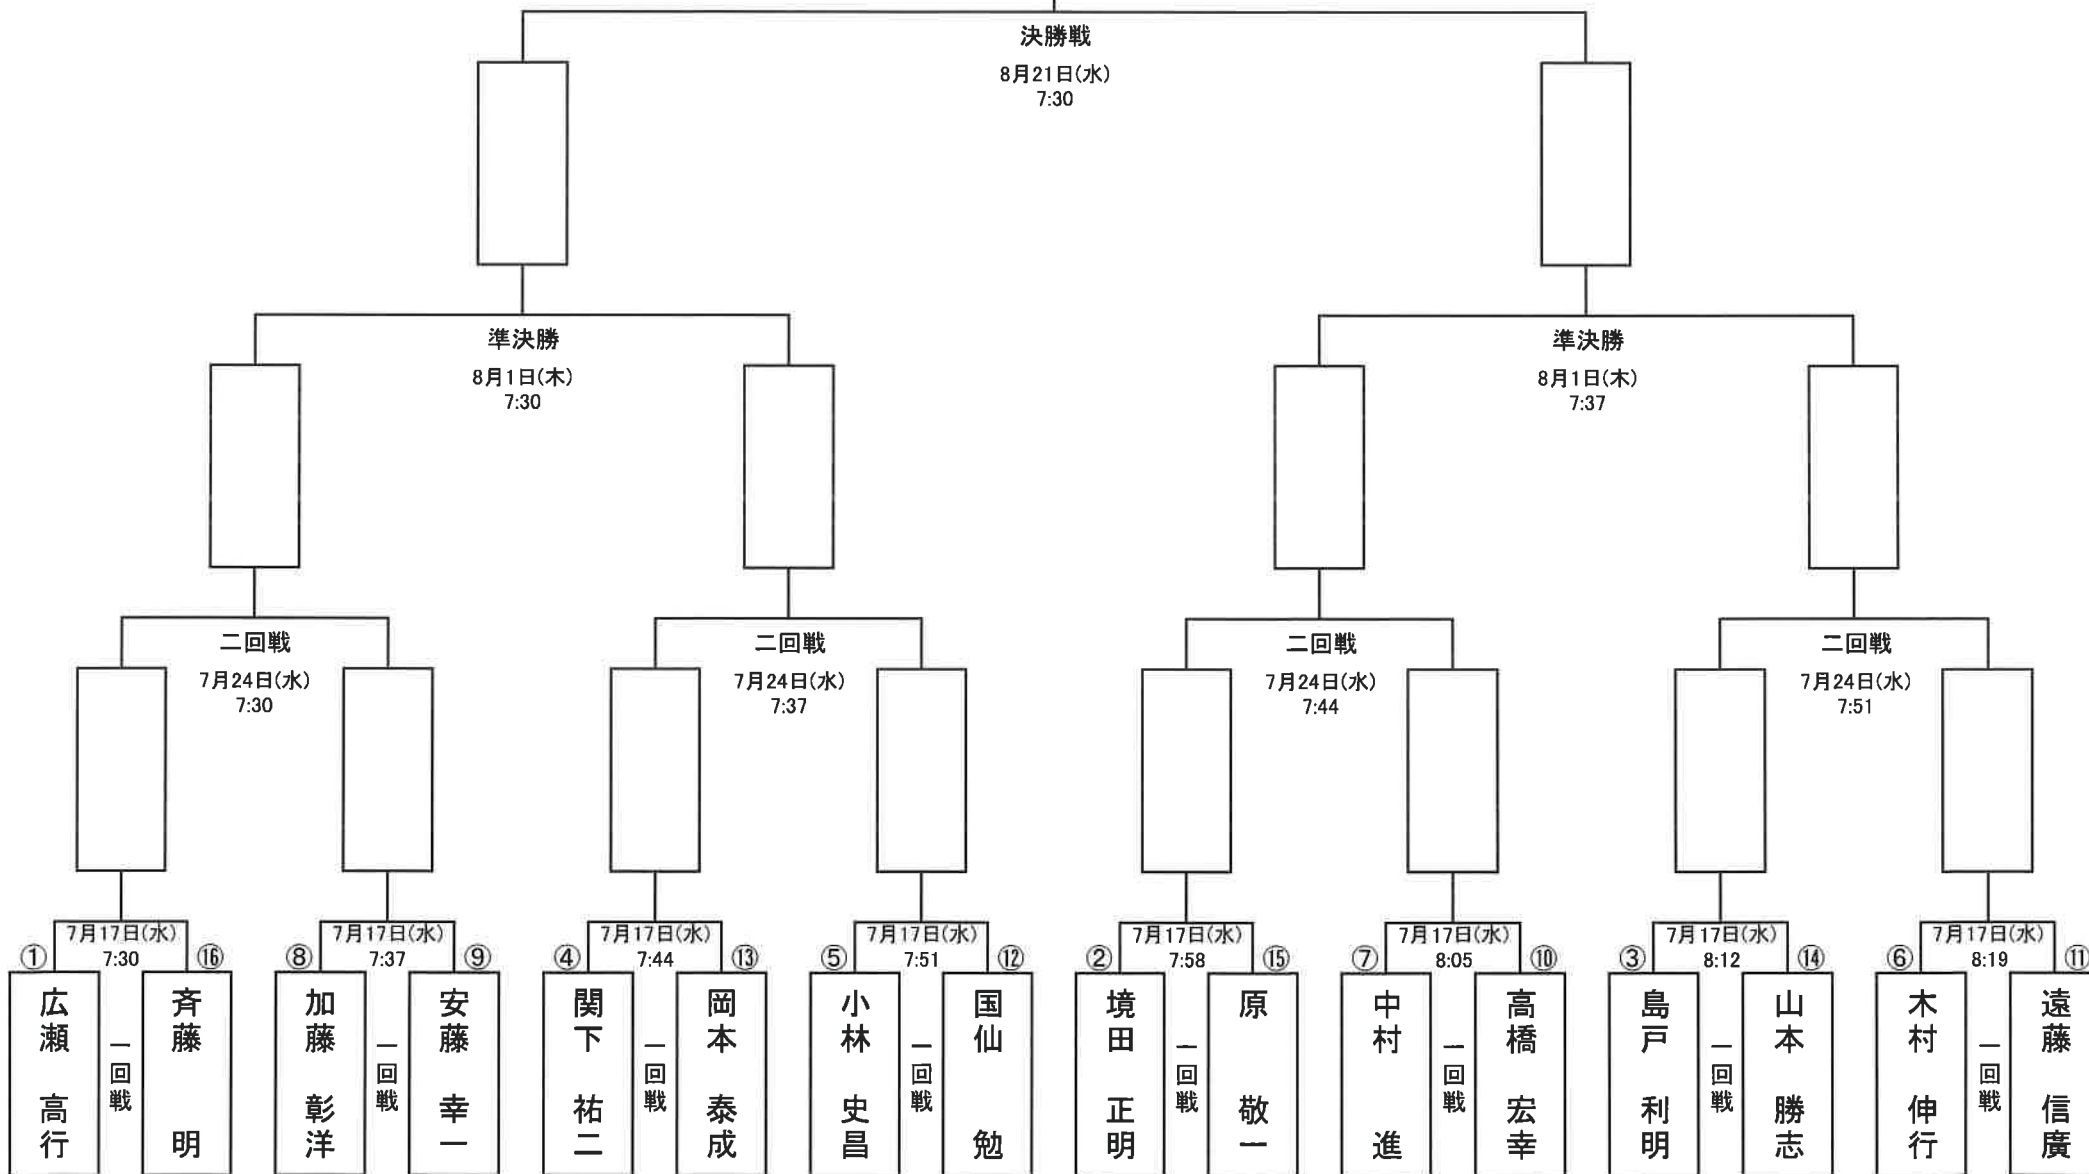 決勝戦
8月21日(水)
7:30
準決勝
8月1日(木)
7:30
準決勝
8月1日(木)
7:37
二回戦
7月24日(水)
7:30
二回戦
7月24日(水)
7:37
二回戦
7月24日(水)
7:44
二回戦
7月24日(水)
7:51
7月17日(水)
7:30
①
広瀬 高行
一回戦
⑯
斉藤 明
7月17日(水)
7:37
⑧
加藤 彰洋
一回戦
⑨
安藤 幸一
7月17日(水)
7:44
④
関下 祐二
一回戦
⑬
岡本 泰成
7月17日(水)
7:51
⑤
小林 史昌
一回戦
⑫
国仙 勉
7月17日(水)
7:58
②
境田 正明
一回戦
⑮
原 敬一
7月17日(水)
8:05
⑦
中村 進
一回戦
⑩
高橋 宏幸
7月17日(水)
8:12
③
島戸 利明
一回戦
⑭
山本 勝志
7月17日(水)
8:19
⑥
木村 伸行
一回戦
⑪
遠藤 信廣